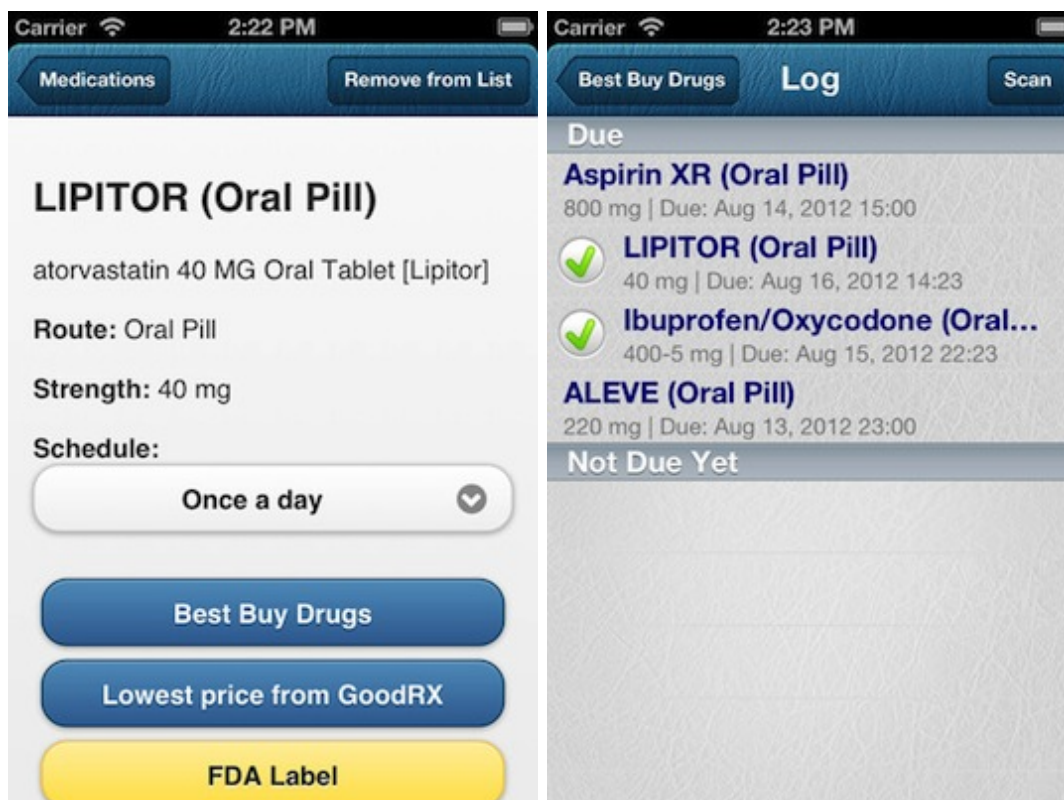 Carrier 2:22 PM
Medications Remove from List
LIPITOR (Oral Pill)
atorvastatin 40 MG Oral Tablet [Lipitor]
Route: Oral Pill
Strength: 40 mg
Schedule:
Once a day
Best Buy Drugs
Lowest price from GoodRX
FDA Label
Carrier 2:23 PM
Best Buy Drugs Log Scan
Due
Aspirin XR (Oral Pill)
800 mg | Due: Aug 14, 2012 15:00
LIPITOR (Oral Pill)
40 mg | Due: Aug 16, 2012 14:23
Ibuprofen/Oxycodone (Oral...
400-5 mg | Due: Aug 15, 2012 22:23
ALEVE (Oral Pill)
220 mg | Due: Aug 13, 2012 23:00
Not Due Yet